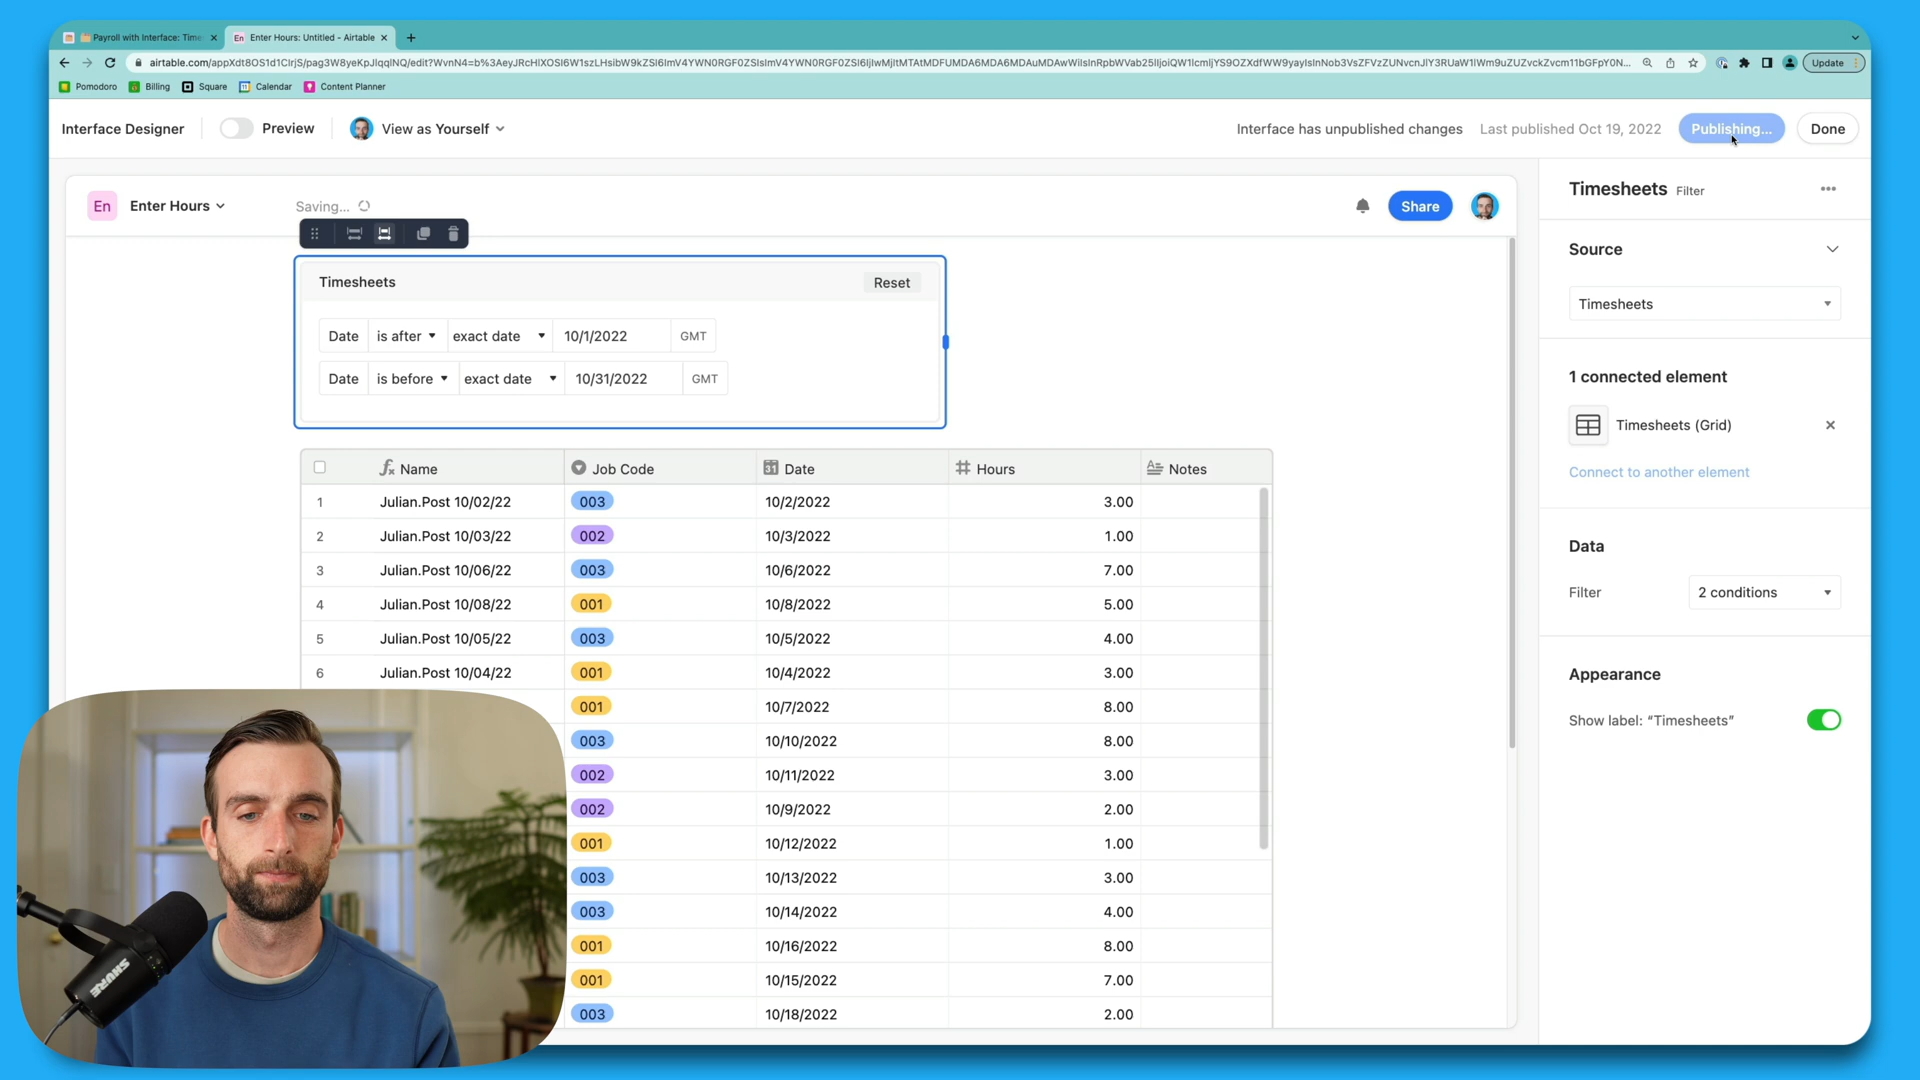 Payroll with Interface: Time
Enter Hours: Untitled - Airtable
Update
Pomodoro
Billing
Square
Calendar
Content Planner
Interface Designer
Preview
View as Yourself
Interface has unpublished changes
Last published Oct 19, 2022
Publishing...
Done
En
Enter Hours
Saving...
Share
Timesheets
Reset
Date is after exact date 10/1/2022 GMT
Date is before exact date 10/31/2022 GMT
Name Job Code Date Hours Notes
1 Julian.Post 10/02/22 003 10/2/2022 3.00
2 Julian.Post 10/03/22 002 10/3/2022 1.00
3 Julian.Post 10/06/22 003 10/6/2022 7.00
4 Julian.Post 10/08/22 001 10/8/2022 5.00
5 Julian.Post 10/05/22 003 10/5/2022 4.00
6 Julian.Post 10/04/22 001 10/4/2022 3.00
001 10/7/2022 8.00
003 10/10/2022 8.00
002 10/11/2022 3.00
002 10/9/2022 2.00
001 10/12/2022 1.00
003 10/13/2022 3.00
003 10/14/2022 4.00
001 10/16/2022 8.00
001 10/15/2022 7.00
003 10/18/2022 2.00
Timesheets Filter
Source
Timesheets
1 connected element
Timesheets (Grid)
Connect to another element
Data
Filter 2 conditions
Appearance
Show label: “Timesheets”
SHURE